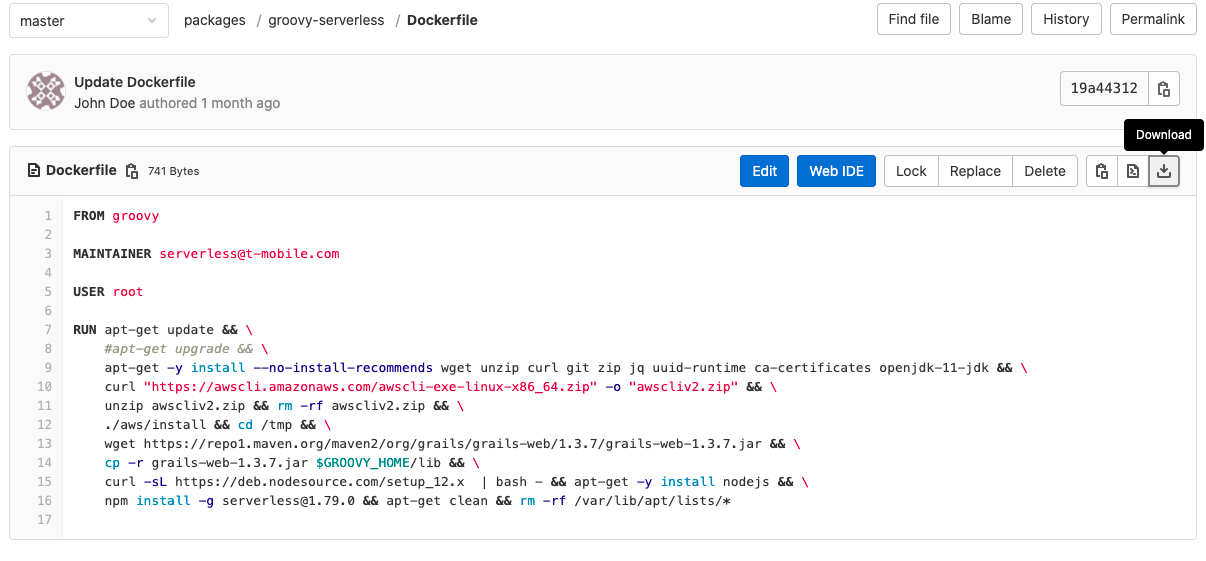 master
packages / groovy-serverless / Dockerfile
Find file
Blame
History
Permalink
Update Dockerfile
John Doe authored 1 month ago
19a44312
Download
Dockerfile 741 Bytes
Edit
Web IDE
Lock
Replace
Delete
1 FROM groovy
2
3 MAINTAINER serverless@t-mobile.com
4
5 USER root
6
7 RUN apt-get update && \
8     #apt-get upgrade && \
9     apt-get -y install --no-install-recommends wget unzip curl git zip jq uuid-runtime ca-certificates openjdk-11-jdk && \
10     curl "https://awscli.amazonaws.com/awscli-exe-linux-x86_64.zip" -o "awscliv2.zip" && \
11     unzip awscliv2.zip && rm -rf awscliv2.zip && \
12     ./aws/install && cd /tmp && \
13     wget https://repo1.maven.org/maven2/org/grails/grails-web/1.3.7/grails-web-1.3.7.jar && \
14     cp -r grails-web-1.3.7.jar $GROOVY_HOME/lib && \
15     curl -sL https://deb.nodesource.com/setup_12.x  | bash - && apt-get -y install nodejs && \
16     npm install -g serverless@1.79.0 && apt-get clean && rm -rf /var/lib/apt/lists/*
17